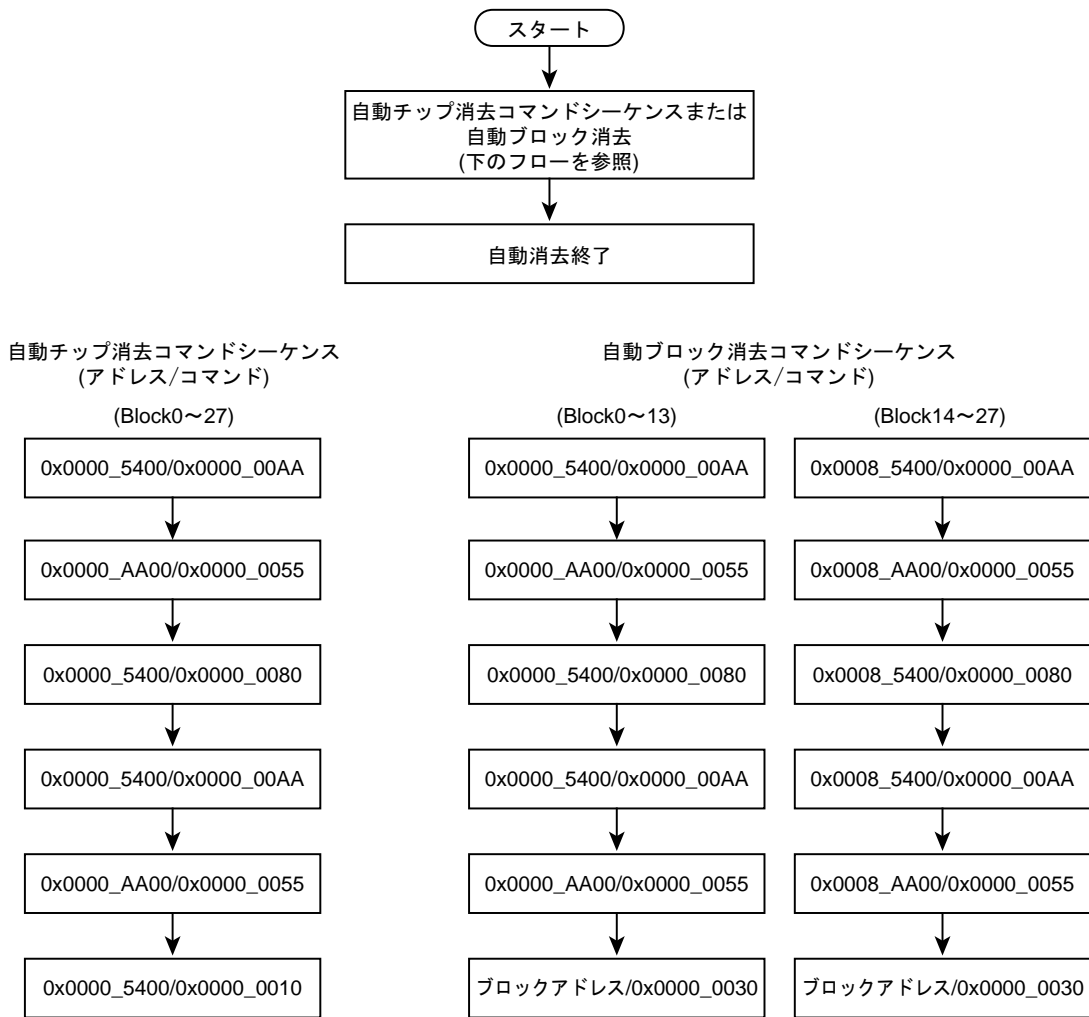 スタート
自動チップ消去コマンドシーケンスまたは
自動ブロック消去
(下のフローを参照)
自動消去終了
自動チップ消去コマンドシーケンス
(アドレス/コマンド)
(Block0～27)
0x0000_5400/0x0000_00AA
0x0000_AA00/0x0000_0055
0x0000_5400/0x0000_0080
0x0000_5400/0x0000_00AA
0x0000_AA00/0x0000_0055
0x0000_5400/0x0000_0010
自動ブロック消去コマンドシーケンス
(アドレス/コマンド)
(Block0～13)
0x0000_5400/0x0000_00AA
0x0000_AA00/0x0000_0055
0x0000_5400/0x0000_0080
0x0000_5400/0x0000_00AA
0x0000_AA00/0x0000_0055
ブロックアドレス/0x0000_0030
(Block14～27)
0x0008_5400/0x0000_00AA
0x0008_AA00/0x0000_0055
0x0008_5400/0x0000_0080
0x0008_5400/0x0000_00AA
0x0008_AA00/0x0000_0055
ブロックアドレス/0x0000_0030